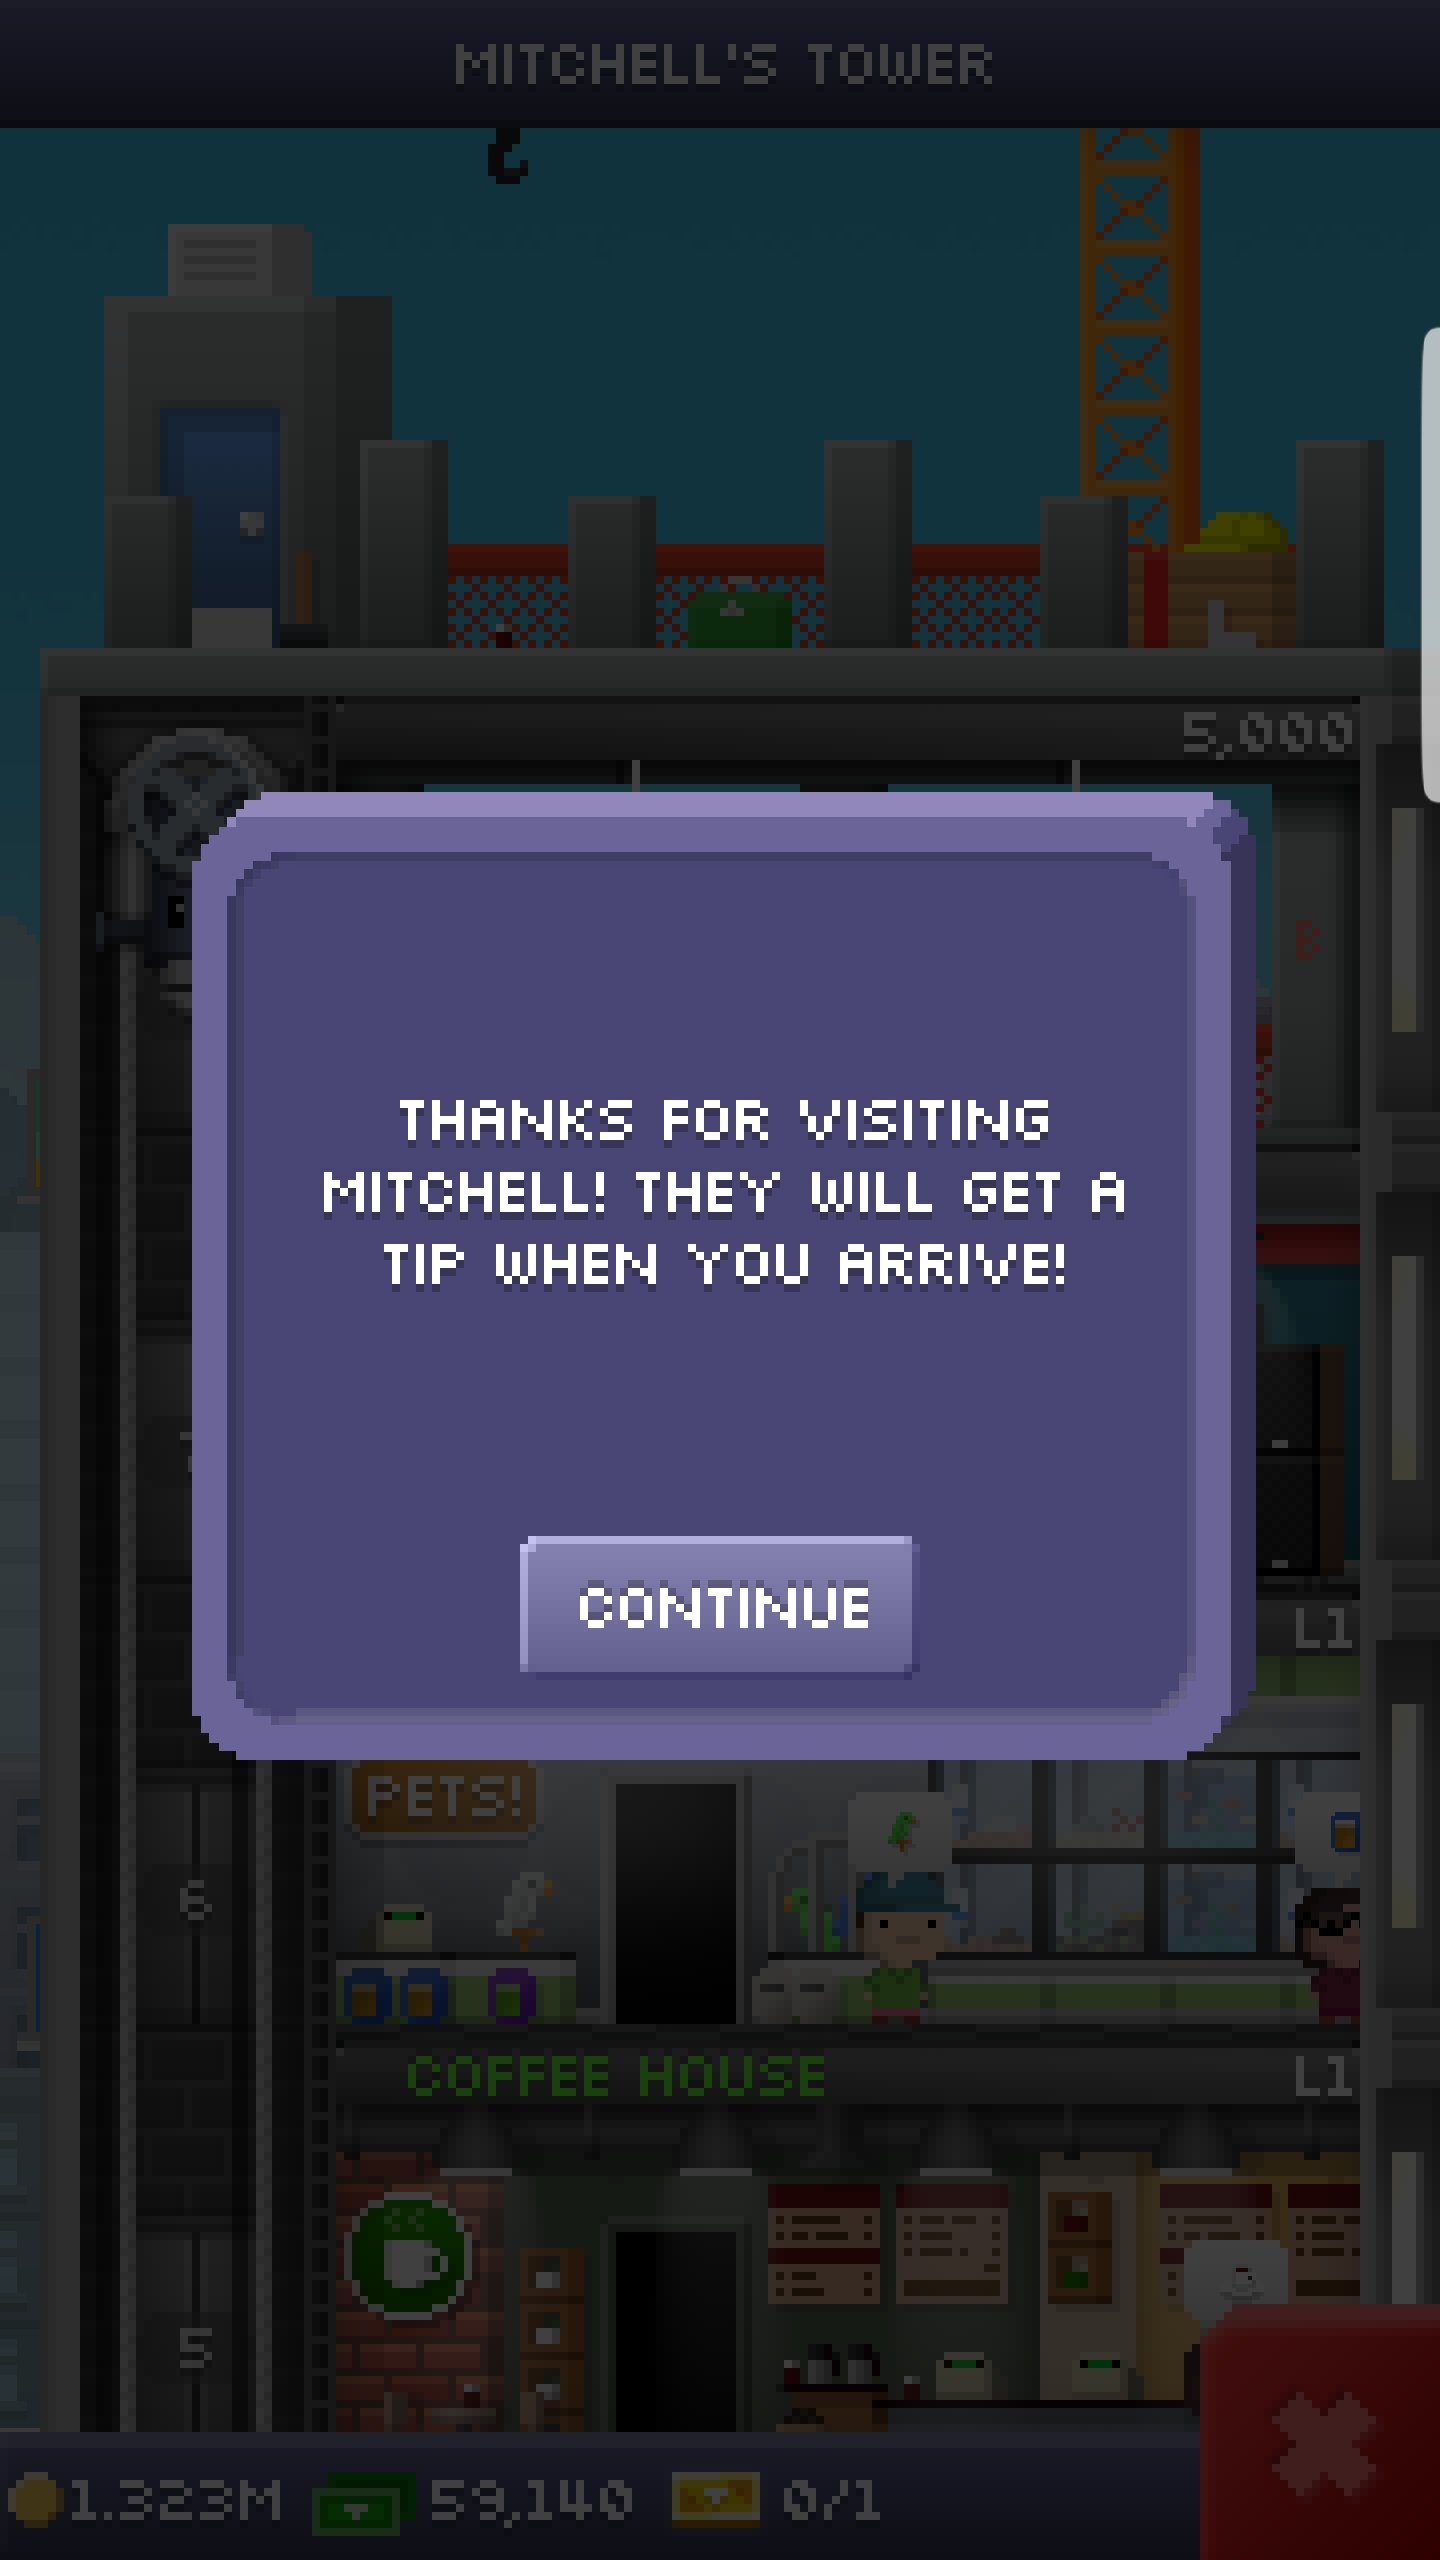 MITCHELL'S TOWER
5,000
B
THANKS FOR VISITING
MITCHELL! THEY WILL GET A
TIP WHEN YOU ARRIVE!
CONTINUE
L1
PETS!
6
COFFEE HOUSE
L1
5
1.323M
59,140
0/1